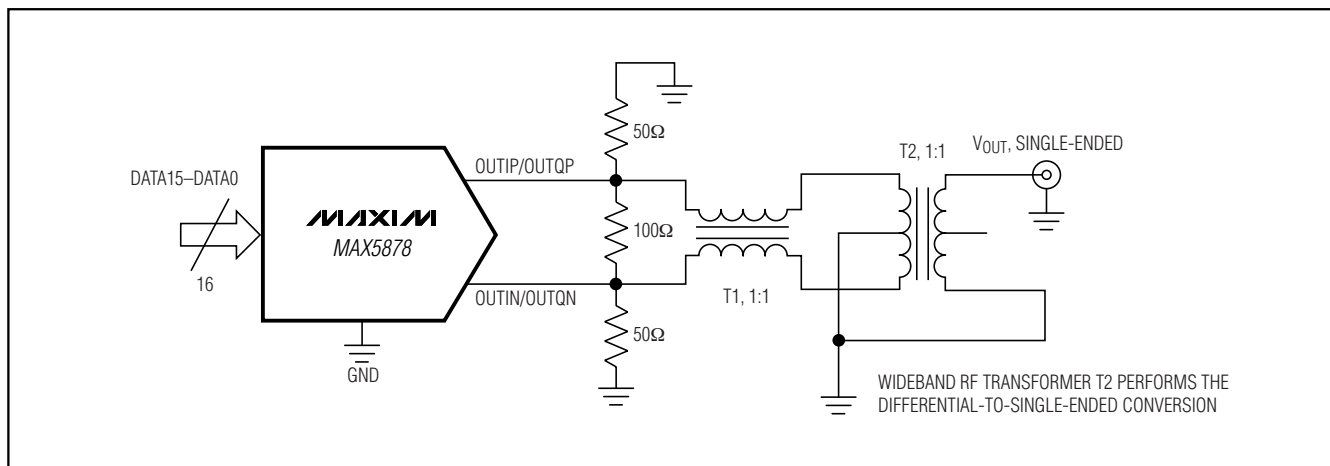 50Ω
T2, 1:1
VOUT, SINGLE-ENDED
OUTIP/OUTQP
DATA15–DATA0
MAXIM
MAX5878
100Ω
16
OUTIN/OUTQN
T1, 1:1
50Ω
GND
WIDEBAND RF TRANSFORMER T2 PERFORMS THE
DIFFERENTIAL-TO-SINGLE-ENDED CONVERSION